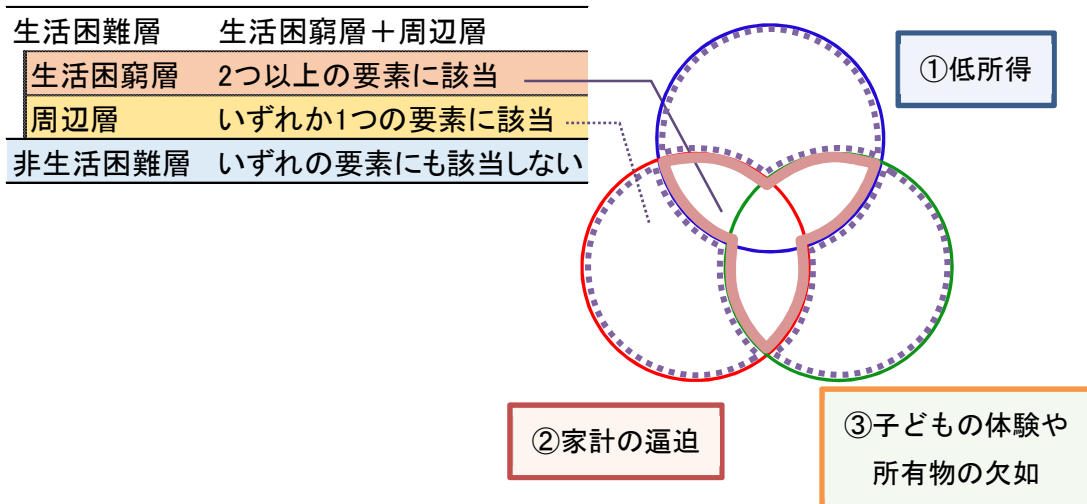 生活困難層 生活困窮層+周辺層
生活困窮層 2つ以上の要素に該当
周辺層 いずれか1つの要素に該当
非生活困難層 いずれの要素にも該当しない
①低所得
②家計の逼迫
③子どもの体験や
所有物の欠如